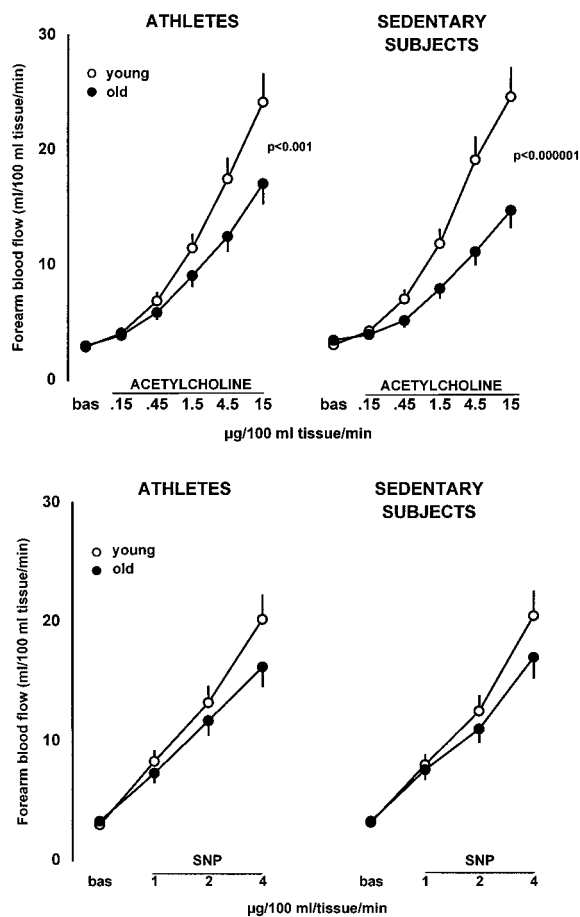 ATHLETES
SEDENTARY
SUBJECTS
30
young
old
20
p<0.001
p<0.000001
10
0
Forearm blood flow (ml/100 ml tissue/min)
ACETYLCHOLINE
ACETYLCHOLINE
bas .15 .45 1.5 4.5 15
bas .15 .45 1.5 4.5 15
µg/100 ml tissue/min
ATHLETES
SEDENTARY
SUBJECTS
30
young
old
20
10
0
Forearm blood flow (ml/100 ml tissue/min)
SNP
SNP
bas 1 2 4
bas 1 2 4
µg/100 ml/tissue/min